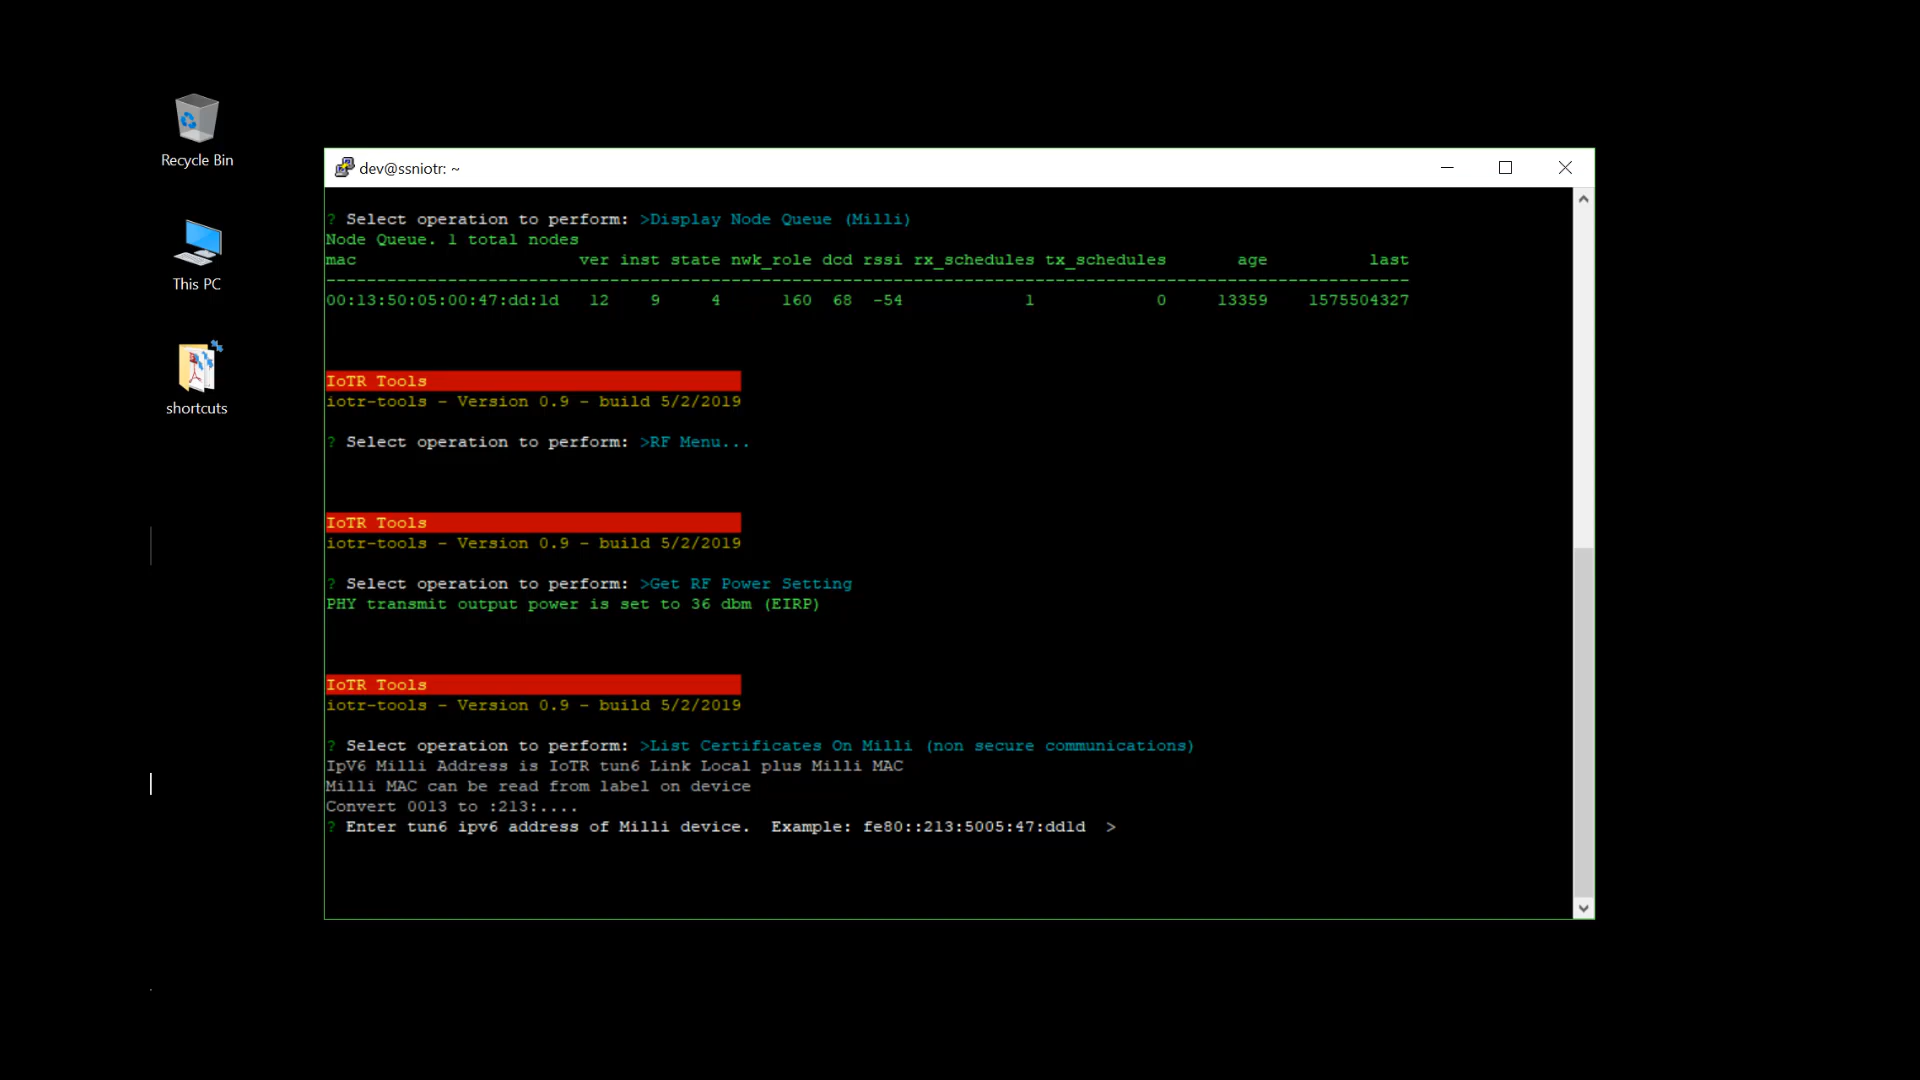 Recycle Bin
This PC
shortcuts
dev@ssniotr: ~
? Select operation to perform: >Display Node Queue (Milli)
Node Queue. 1 total nodes
mac ver inst state nwk_role dcd rssi rx_schedules tx_schedules age last
------------------------------------------------------------------------------------------------------------
00:13:50:05:00:47:dd:1d 12 9 4 160 68 -54 1 0 13359 1575504327
IoTR Tools
iotr-tools - Version 0.9 - build 5/2/2019
? Select operation to perform: >RF Menu...
IoTR Tools
iotr-tools - Version 0.9 - build 5/2/2019
? Select operation to perform: >Get RF Power Setting
PHY transmit output power is set to 36 dbm (EIRP)
IoTR Tools
iotr-tools - Version 0.9 - build 5/2/2019
? Select operation to perform: >List Certificates On Milli (non secure communications)
IpV6 Milli Address is IoTR tun6 Link Local plus Milli MAC
Milli MAC can be read from label on device
Convert 0013 to :213:....
? Enter tun6 ipv6 address of Milli device. Example: fe80::213:5005:47:dd1d >